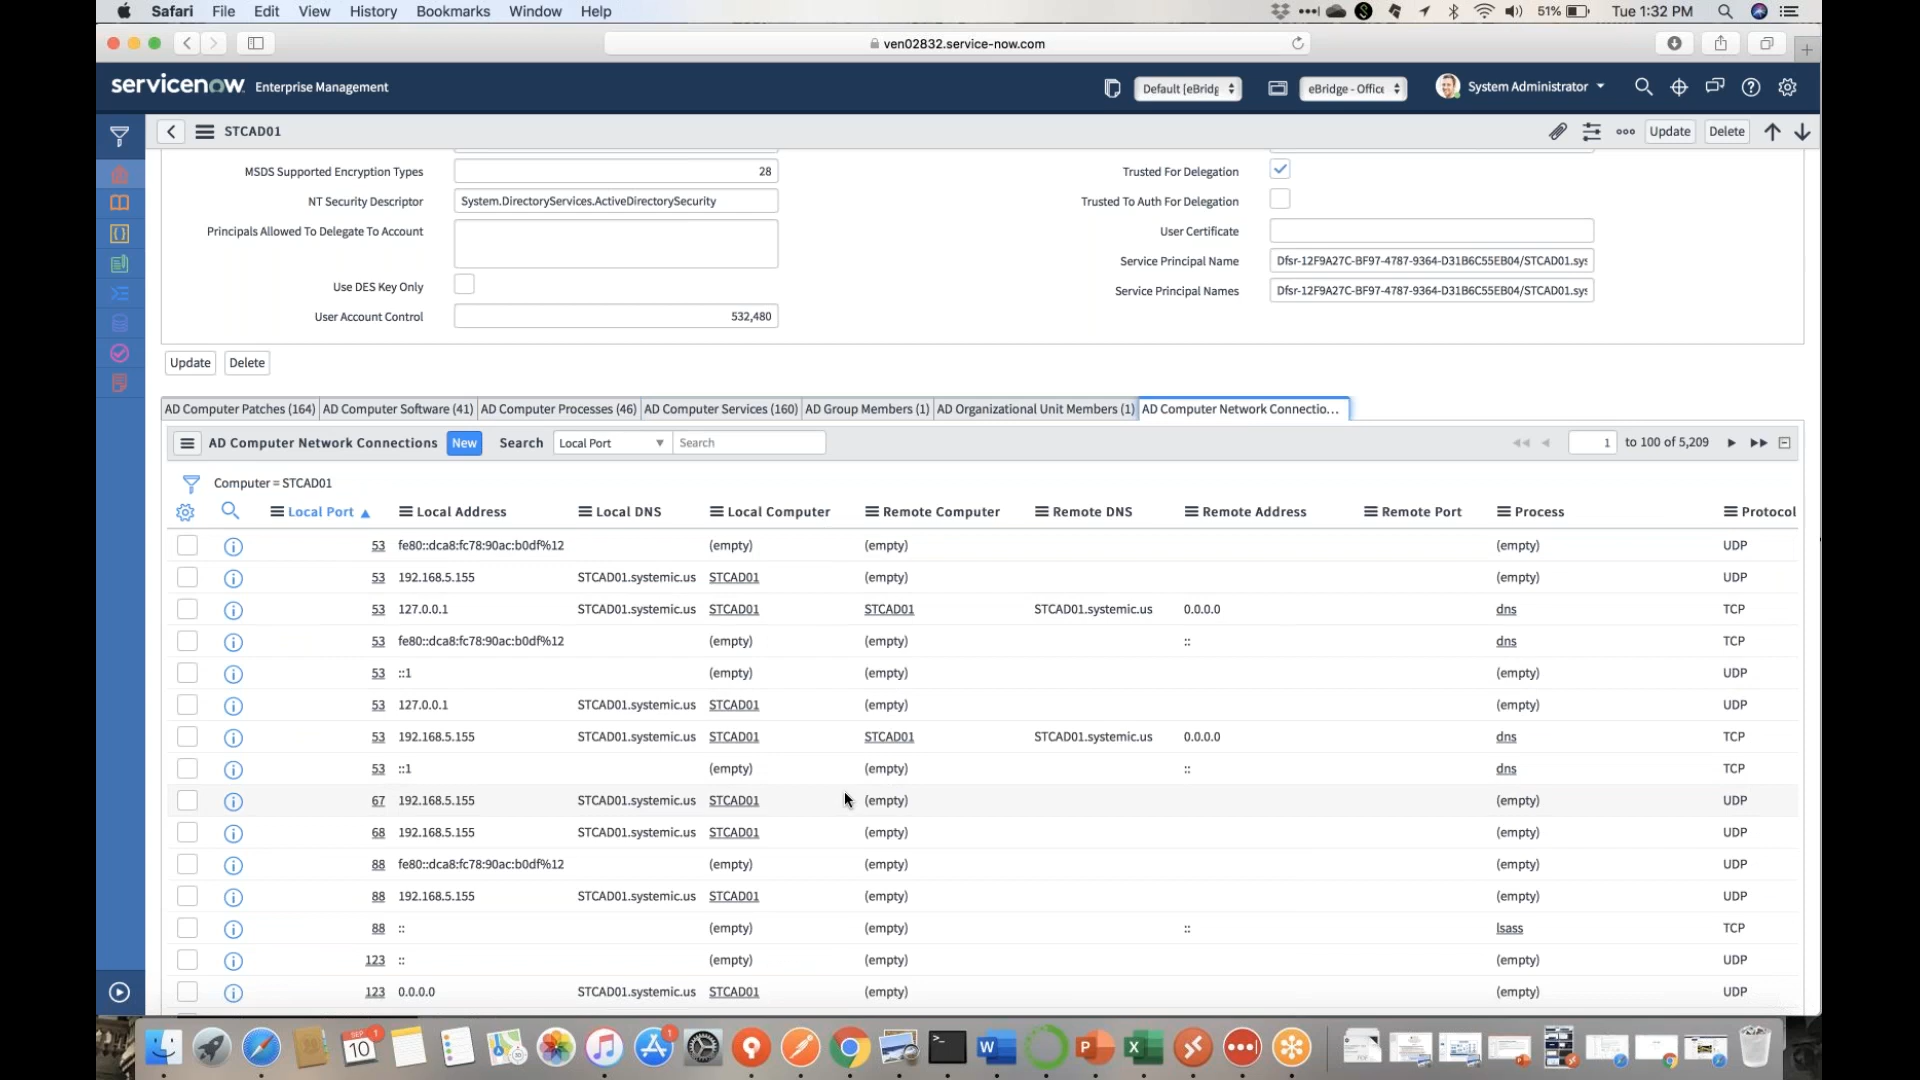 Safari File Edit View History Bookmarks Window Help 51% Tue 1:32 PM
ven02832.service-now.com
servicenow Enterprise Management Default [eBridg eBridge - Office System Administrator
STCAD01 Update Delete
MSDS Supported Encryption Types 28 Trusted For Delegation
NT Security Descriptor System.DirectoryServices.ActiveDirectorySecurity Trusted To Auth For Delegation
Principals Allowed To Delegate To Account User Certificate
Service Principal Name Dfsr-12F9A27C-BF97-4787-9364-D31B6C55EB04/STCAD01.sys
Use DES Key Only Service Principal Names Dfsr-12F9A27C-BF97-4787-9364-D31B6C55EB04/STCAD01.sys
User Account Control 532,480
Update Delete
AD Computer Patches (164) AD Computer Software (41) AD Computer Processes (46) AD Computer Services (160) AD Group Members (1) AD Organizational Unit Members (1) AD Computer Network Connectio...
AD Computer Network Connections New Search Local Port Search 1 to 100 of 5,209
Computer = STCAD01
Local Port Local Address Local DNS Local Computer Remote Computer Remote DNS Remote Address Remote Port Process Protocol
53 fe80::dca8:fc78:90ac:b0df%12 (empty) (empty) (empty) UDP
53 192.168.5.155 STCAD01.systemic.us STCAD01 (empty) (empty) UDP
53 127.0.0.1 STCAD01.systemic.us STCAD01 STCAD01 STCAD01.systemic.us 0.0.0.0 dns TCP
53 fe80::dca8:fc78:90ac:b0df%12 (empty) (empty) :: dns TCP
53 ::1 (empty) (empty) (empty) UDP
53 127.0.0.1 STCAD01.systemic.us STCAD01 (empty) (empty) UDP
53 192.168.5.155 STCAD01.systemic.us STCAD01 STCAD01 STCAD01.systemic.us 0.0.0.0 dns TCP
53 ::1 (empty) (empty) :: dns TCP
67 192.168.5.155 STCAD01.systemic.us STCAD01 (empty) (empty) UDP
68 192.168.5.155 STCAD01.systemic.us STCAD01 (empty) (empty) UDP
88 fe80::dca8:fc78:90ac:b0df%12 (empty) (empty) (empty) UDP
88 192.168.5.155 STCAD01.systemic.us STCAD01 (empty) (empty) UDP
88 :: (empty) (empty) :: lsass TCP
123 :: (empty) (empty) (empty) UDP
123 0.0.0.0 STCAD01.systemic.us STCAD01 (empty) (empty) UDP
SEP 10 1 1
W P X